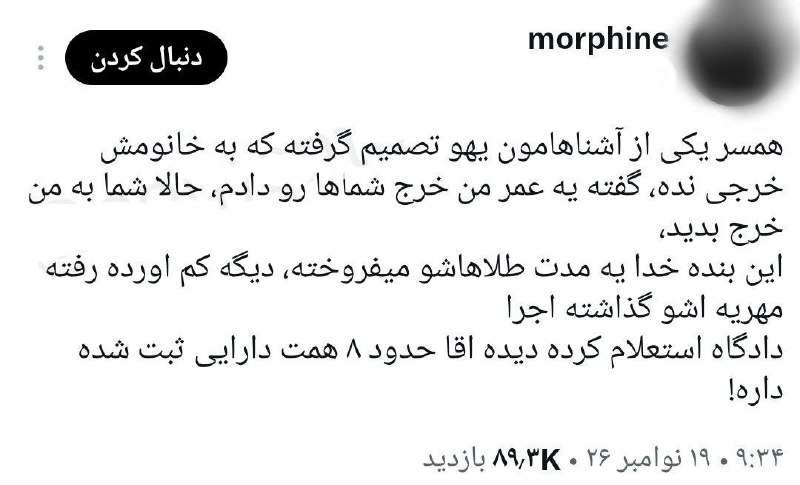 morphine
دنبال کردن
همسر یکی از آشناهامون یهو تصمیم گرفته که به خانومش
خرجی نده، گفته یه عمر من خرج شماها رو دادم، حالا شما به من
خرج بدید،
این بنده خدا یه مدت طلاهاشو میفروخته، دیگه کم اورده رفته
مهریه اشو گذاشته اجرا
دادگاه استعلام کرده دیده اقا حدود ۸ همت دارایی ثبت شده
داره!
۹:۳۴ • ۱۹ نوامبر ۲۶ • ۸۹٫۳K بازدید